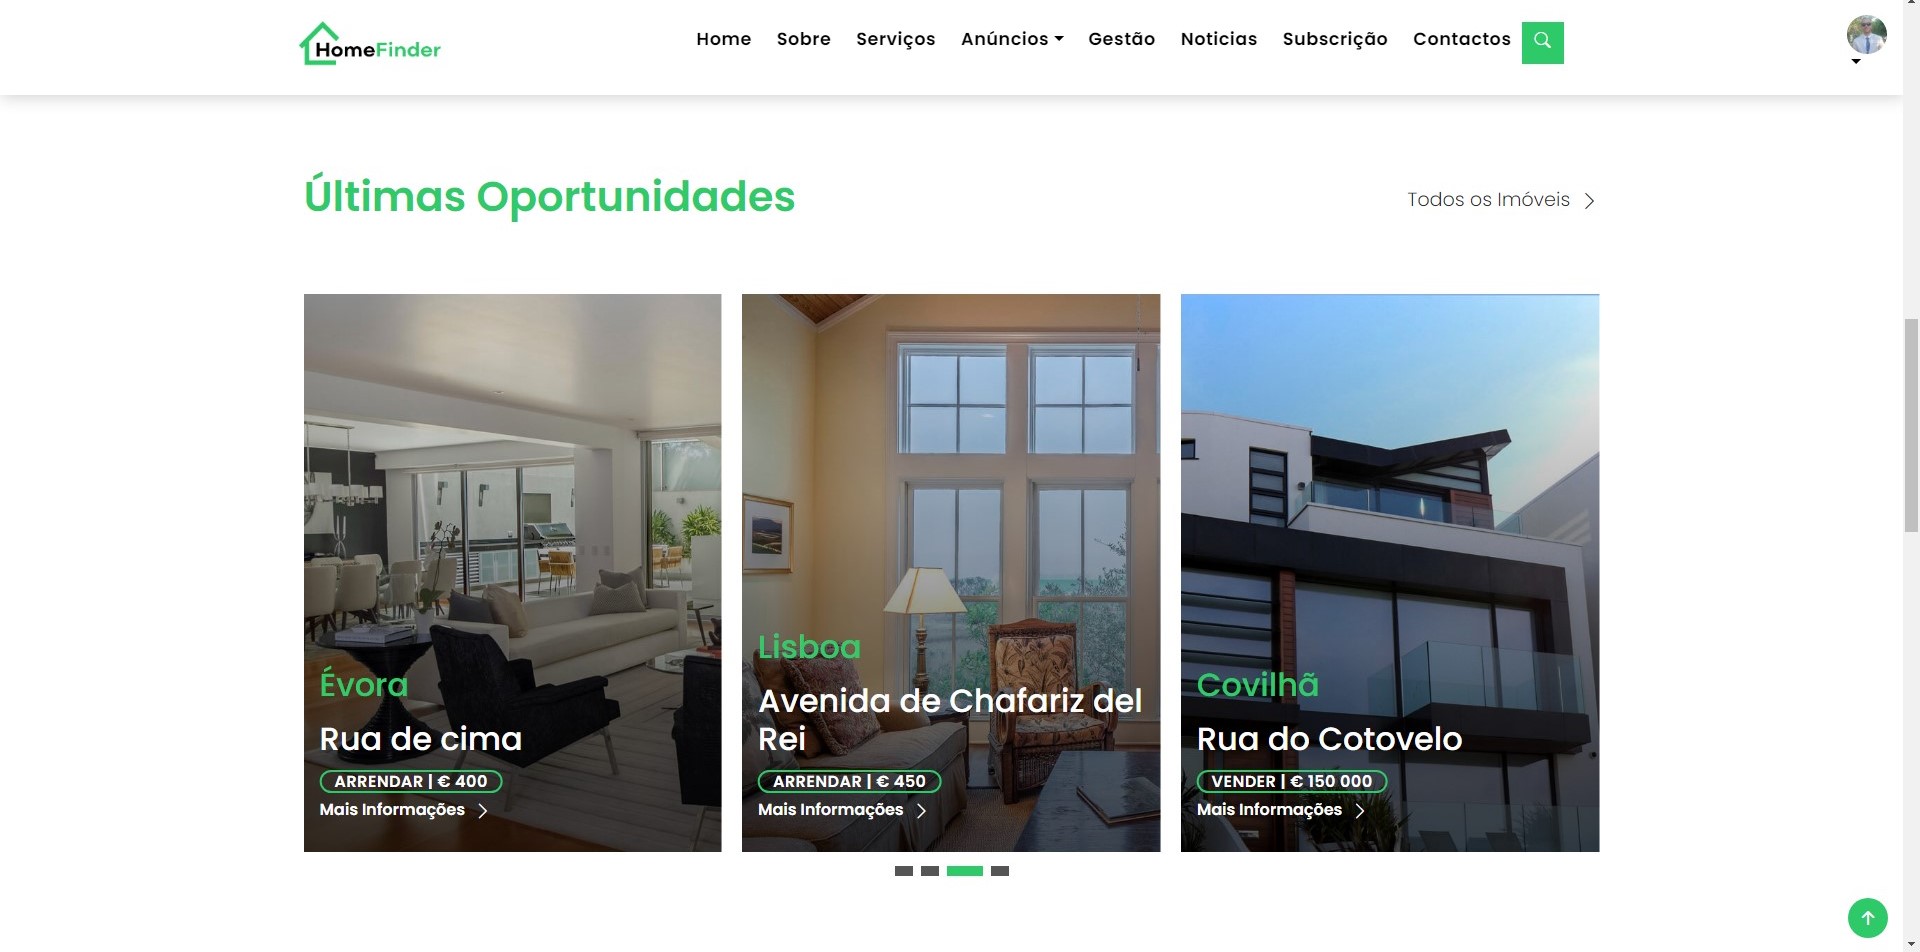 HomeFinder
Home Sobre Serviços Anúncios Gestão Noticias Subscrição Contactos
Últimas Oportunidades
Todos os Imóveis
Évora
Rua de cima
ARRENDAR | € 400
Mais Informações
Lisboa
Avenida de Chafariz del
Rei
ARRENDAR | € 450
Mais Informações
Covilhã
Rua do Cotovelo
VENDER | € 150 000
Mais Informações